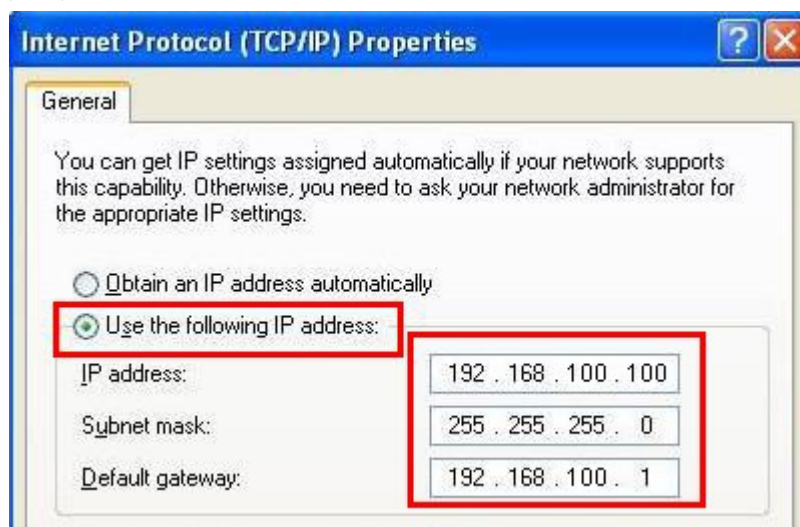 Internet Protocol (TCP/IP) Properties
General
You can get IP settings assigned automatically if your network supports
this capability. Otherwise, you need to ask your network administrator for
the appropriate IP settings.
Obtain an IP address automatically
Use the following IP address:
IP address: 192 . 168 . 100 . 100
Subnet mask: 255 . 255 . 255 . 0
Default gateway: 192 . 168 . 100 . 1